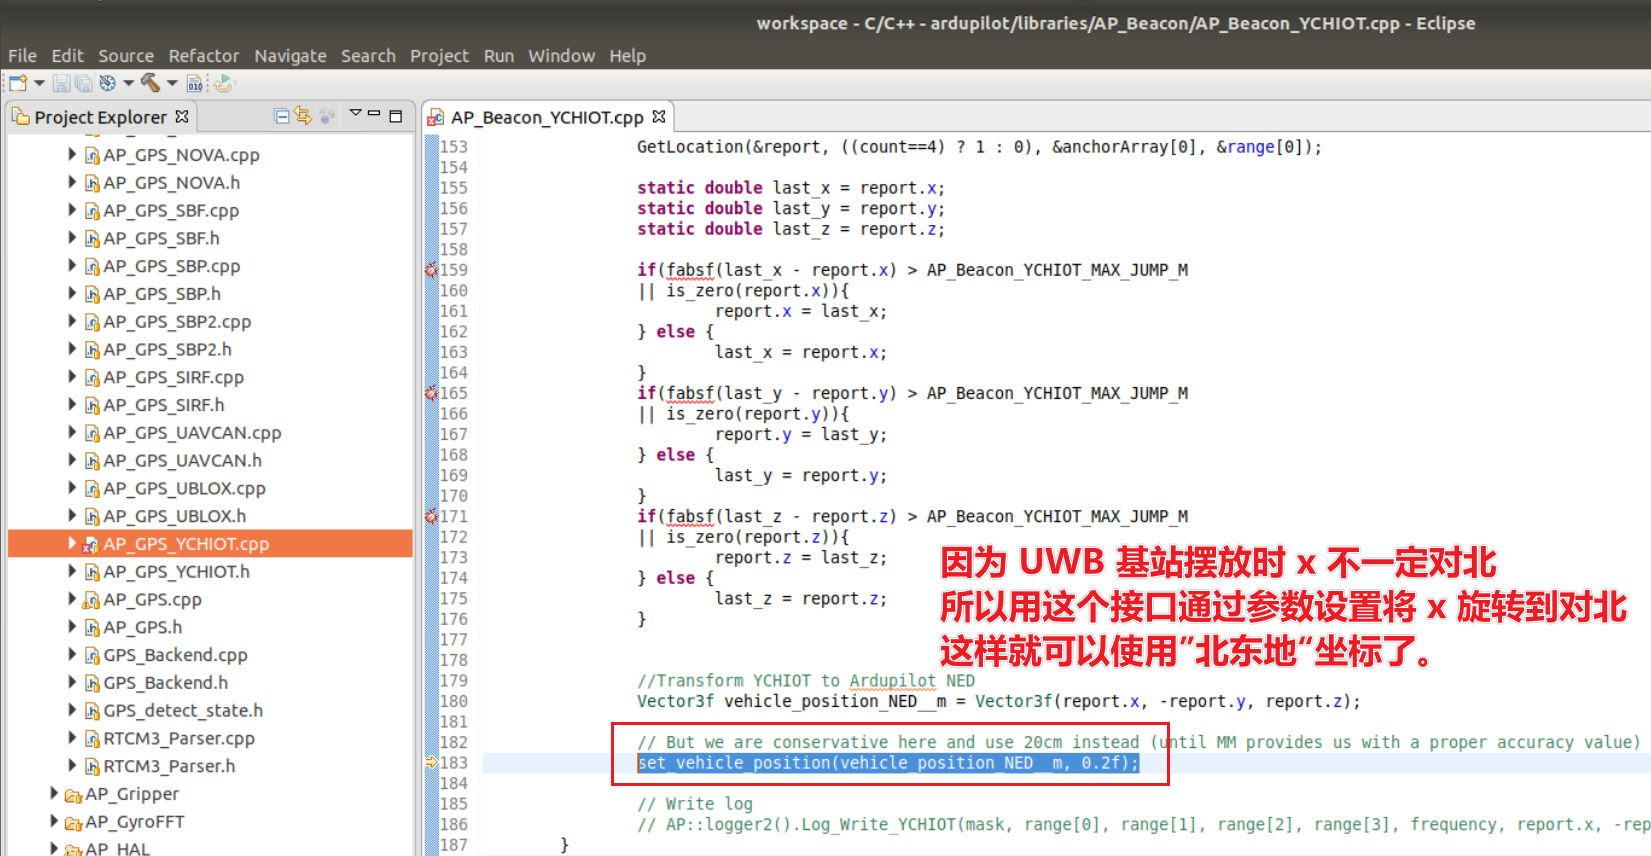 workspace - C/C++ - ardupilot/libraries/AP_Beacon/AP_Beacon_YCHIOT.cpp - Eclipse
File Edit Source Refactor Navigate Search Project Run Window Help
Project Explorer
AP_GPS_NOVA.cpp
AP_GPS_NOVA.h
AP_GPS_SBF.cpp
AP_GPS_SBF.h
AP_GPS_SBP.cpp
AP_GPS_SBP.h
AP_GPS_SBP2.cpp
AP_GPS_SBP2.h
AP_GPS_SIRF.cpp
AP_GPS_SIRF.h
AP_GPS_UAVCAN.cpp
AP_GPS_UAVCAN.h
AP_GPS_UBLOX.cpp
AP_GPS_UBLOX.h
AP_GPS_YCHIOT.cpp
AP_GPS_YCHIOT.h
AP_GPS.cpp
AP_GPS.h
GPS_Backend.cpp
GPS_Backend.h
GPS_detect_state.h
RTCM3_Parser.cpp
RTCM3_Parser.h
AP_Gripper
AP_GyroFFT
AP_HAL
AP_Beacon_YCHIOT.cpp
153 GetLocation(&report, ((count==4) ? 1 : 0), &anchorArray[0], &range[0]);
154
155 static double last_x = report.x;
156 static double last_y = report.y;
157 static double last_z = report.z;
158
159 if(fabsf(last_x - report.x) > AP_Beacon_YCHIOT_MAX_JUMP_M
160 || is_zero(report.x)){
161 report.x = last_x;
162 } else {
163 last_x = report.x;
164 }
165 if(fabsf(last_y - report.y) > AP_Beacon_YCHIOT_MAX_JUMP_M
166 || is_zero(report.y)){
167 report.y = last_y;
168 } else {
169 last_y = report.y;
170 }
171 if(fabsf(last_z - report.z) > AP_Beacon_YCHIOT_MAX_JUMP_M
172 || is_zero(report.z)){
173 report.z = last_z;
174 } else {
175 last_z = report.z;
176 }
177
178
179 //Transform YCHIOT to Ardupilot NED
180 Vector3f vehicle_position_NED__m = Vector3f(report.x, -report.y, report.z);
181
182 // But we are conservative here and use 20cm instead (until MM provides us with a proper accuracy value)
183 set_vehicle_position(vehicle_position_NED__m, 0.2f);
184
185 // Write log
186 // AP::logger2().Log_Write_YCHIOT(mask, range[0], range[1], range[2], range[3], frequency, report.x, -rep
187 }
因为 UWB 基站摆放时 x 不一定对北
所以用这个接口通过参数设置将 x 旋转到对北
这样就可以使用”北东地“坐标了。